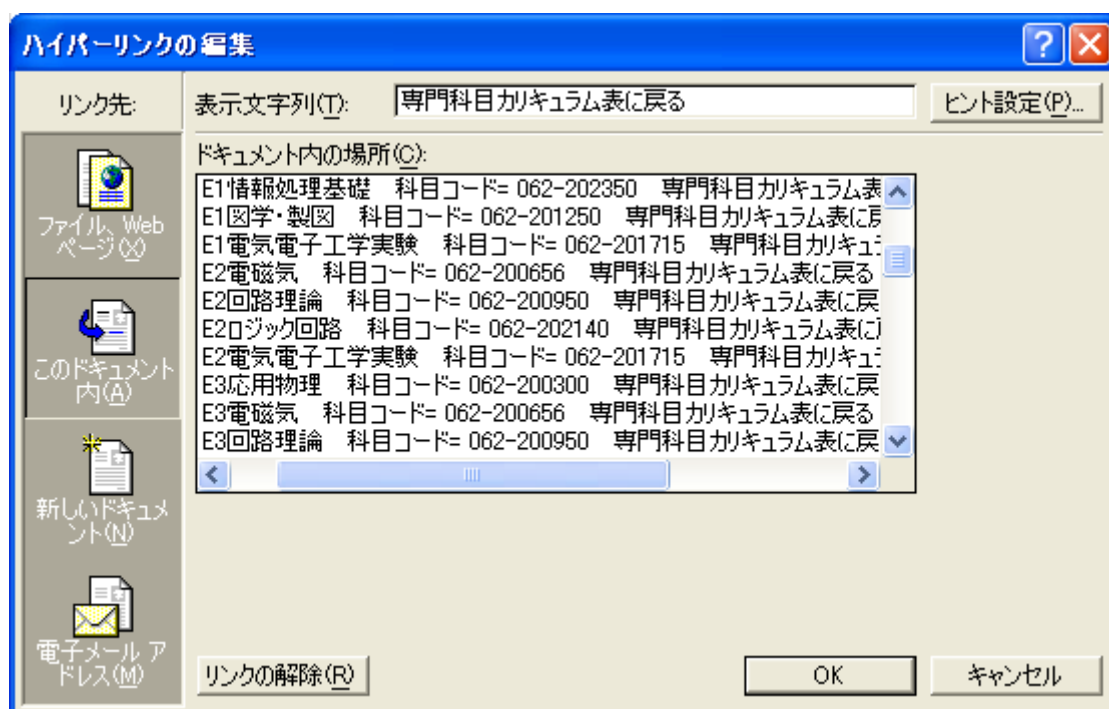 ハイパーリンクの編集
リンク先:
表示文字列(T):
専門科目カリキュラム表に戻る
ヒント設定(P)...
ファイル、Web
ページ(X)
このドキュメント
内(A)
新しいドキュメ
ント(N)
電子メール ア
ドレス(M)
ドキュメント内の場所(C):
E1情報処理基礎 科目コード= 062-202350 専門科目カリキュラム表
E1図学・製図 科目コード= 062-201250 専門科目カリキュラム表に戻
E1電気電子工学実験 科目コード= 062-201715 専門科目カリキュラ
E2電磁気 科目コード= 062-200656 専門科目カリキュラム表に戻る
E2回路理論 科目コード= 062-200950 専門科目カリキュラム表に戻
E2ロジック回路 科目コード= 062-202140 専門科目カリキュラム表に
E2電気電子工学実験 科目コード= 062-201715 専門科目カリキュラ
E3応用物理 科目コード= 062-200300 専門科目カリキュラム表に戻
E3電磁気 科目コード= 062-200656 専門科目カリキュラム表に戻る
E3回路理論 科目コード= 062-200950 専門科目カリキュラム表に戻
リンクの解除(R)
OK
キャンセル